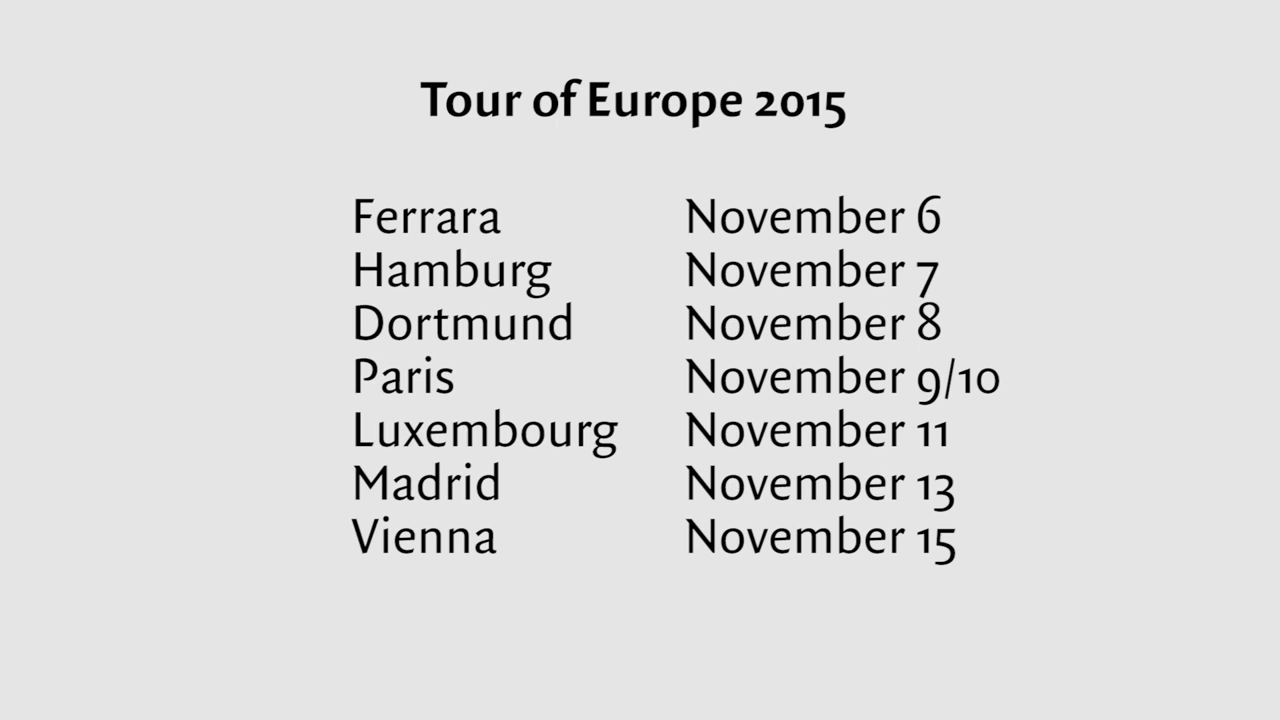 Tour of Europe 2015
Ferrara November 6
Hamburg November 7
Dortmund November 8
Paris November 9/10
Luxembourg November 11
Madrid November 13
Vienna November 15